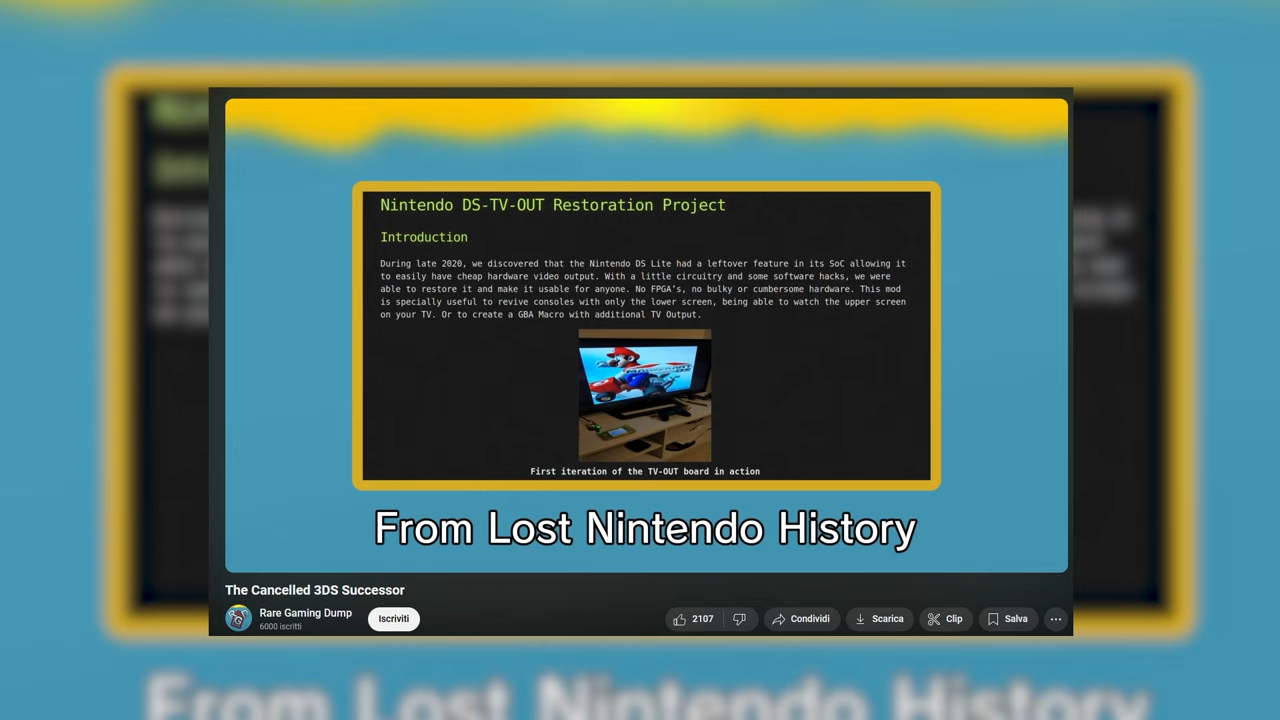 Nintendo DS-TV-OUT Restoration Project
Introduction
During late 2020, we discovered that the Nintendo DS Lite had a leftover feature in its SoC allowing it
to easily have cheap hardware video output. With a little circuitry and some software hacks, we were
able to restore it and make it usable for anyone. No FPGA's, no bulky or cumbersome hardware. This mod
is specially useful to revive consoles with only the lower screen, being able to watch the upper screen
on your TV. Or to create a GBA Macro with additional TV Output.
First iteration of the TV-OUT board in action
From Lost Nintendo History
The Cancelled 3DS Successor
Rare Gaming Dump
6000 iscritti
Iscriviti
2107
Condividi
Scarica
Clip
Salva
From Lost Nintendo History